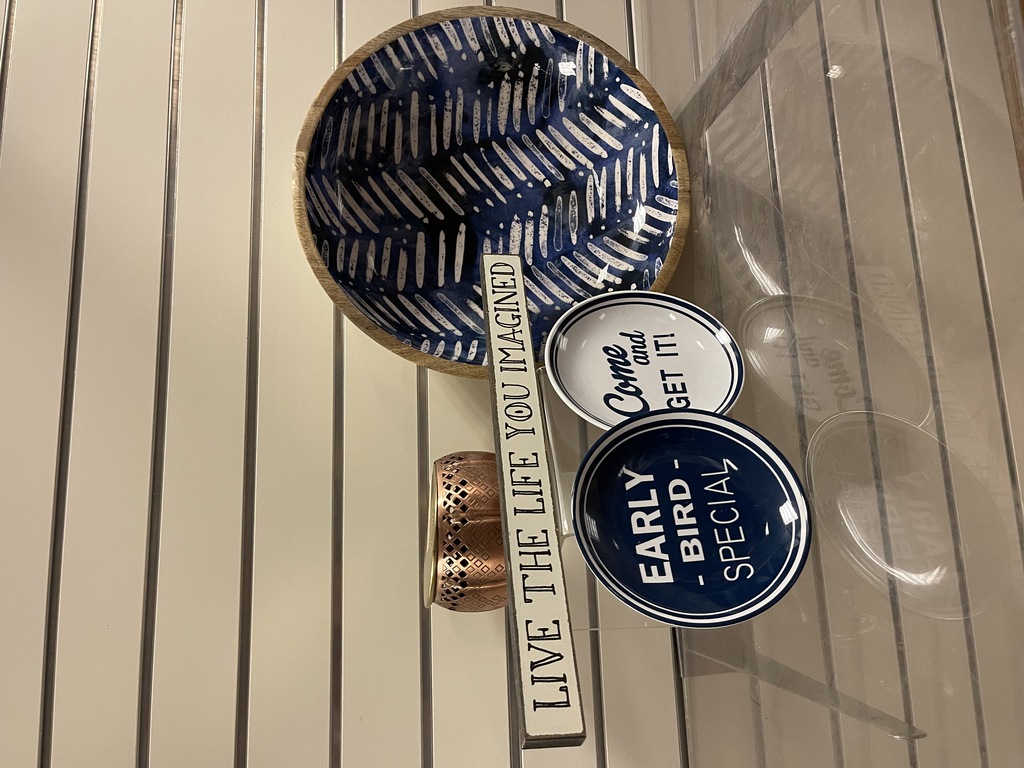 LIVE THE LIFE YOU IMAGINED
EARLY
- BIRD -
SPECIAL
Come
and
GET IT!